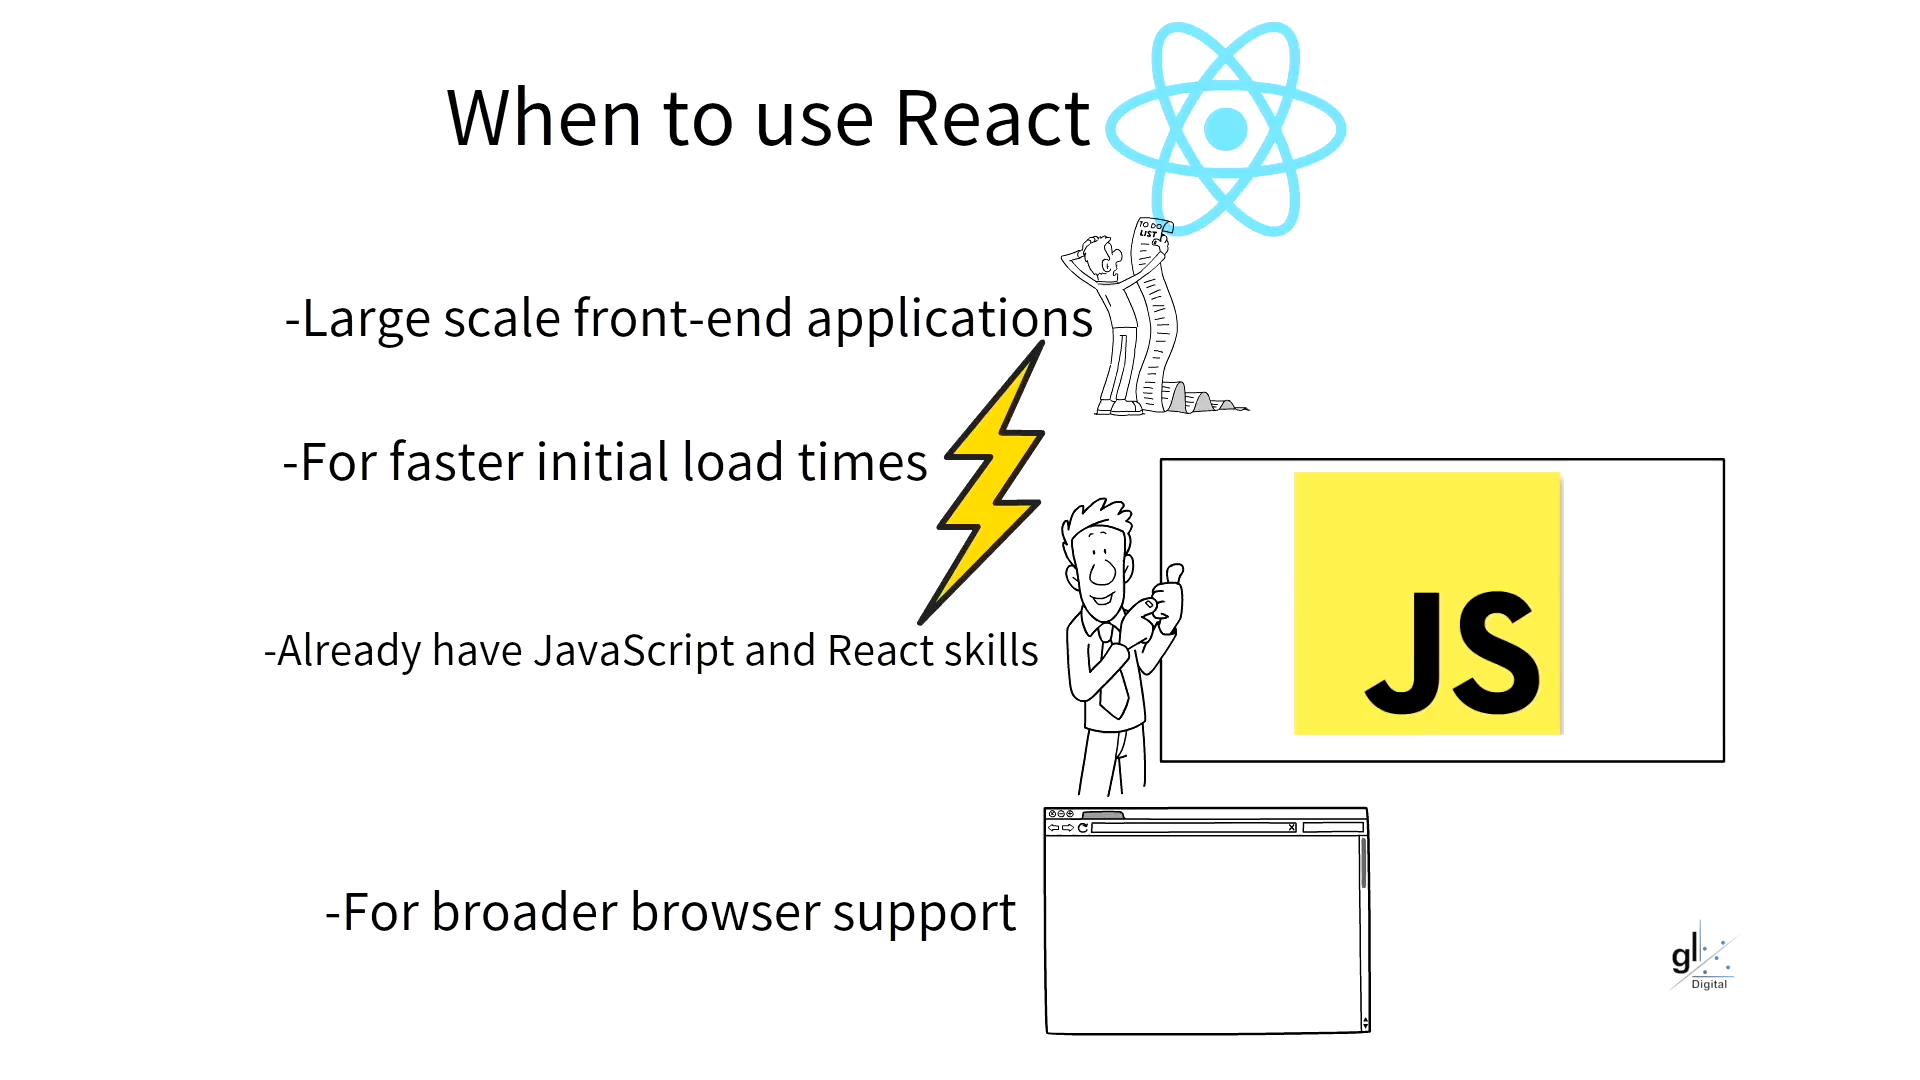 When to use React
TO DO
LIST
-Large scale front-end applications
-For faster initial load times
JS
-Already have JavaScript and React skills
-For broader browser support
gl
Digital